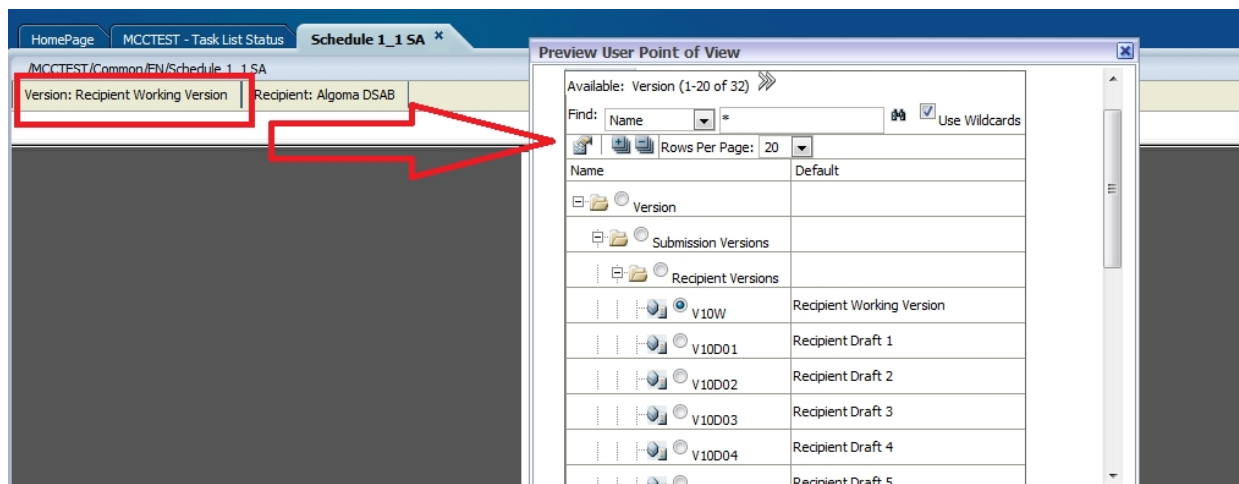 HomePage MCCTEST - Task List Status Schedule 1_1 SA
/MCCTEST/Common/EN/Schedule 1_1 SA
Version: Recipient Working Version Recipient: Algoma DSAB
Preview User Point of View
Available: Version (1-20 of 32)
Find: Name * Use Wildcards
Rows Per Page: 20
Name Default
Version
Submission Versions
Recipient Versions
V10W Recipient Working Version
V10D01 Recipient Draft 1
V10D02 Recipient Draft 2
V10D03 Recipient Draft 3
V10D04 Recipient Draft 4
Recipient Draft 5